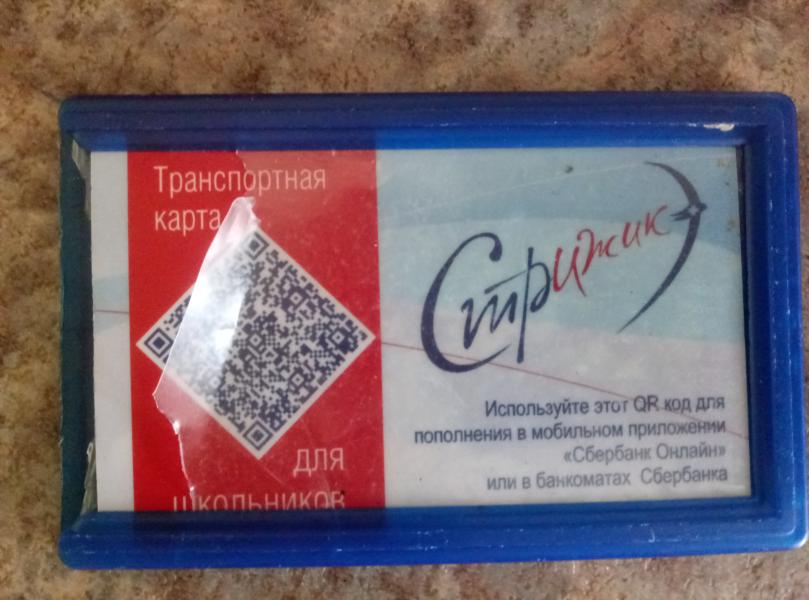 Транспортная
карта
для
школьников
Стрижик
Используйте этот QR код для
пополнения в мобильном приложении
«Сбербанк Онлайн»
или в банкоматах Сбербанка